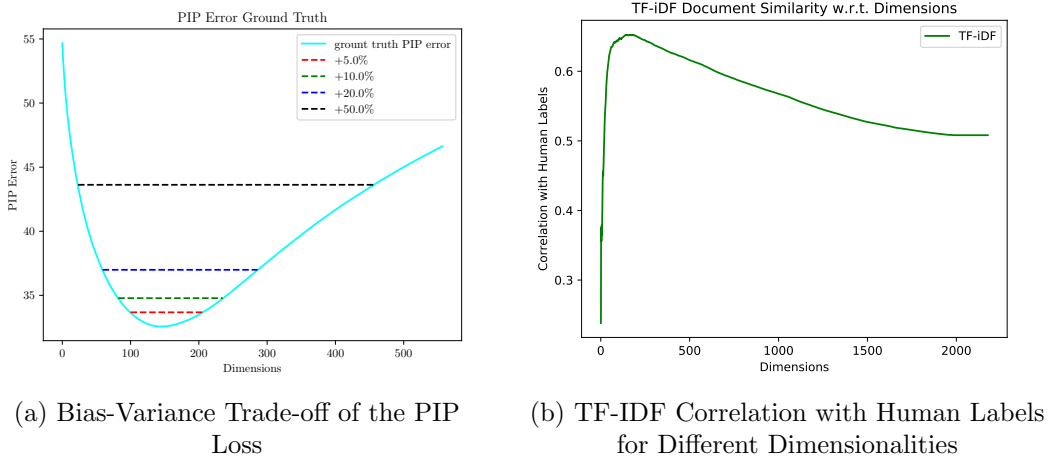 PIP Error Ground Truth
PIP Error
55
50
45
40
35
grount truth PIP error
+5.0%
+10.0%
+20.0%
+50.0%
0 100 200 300 400 500
Dimensions
(a) Bias-Variance Trade-off of the PIP
Loss
TF-iDF Document Similarity w.r.t. Dimensions
Correlation with Human Labels
0.6
0.5
0.4
0.3
TF-iDF
0 500 1000 1500 2000
Dimensions
(b) TF-IDF Correlation with Human Labels
for Different Dimensionalities